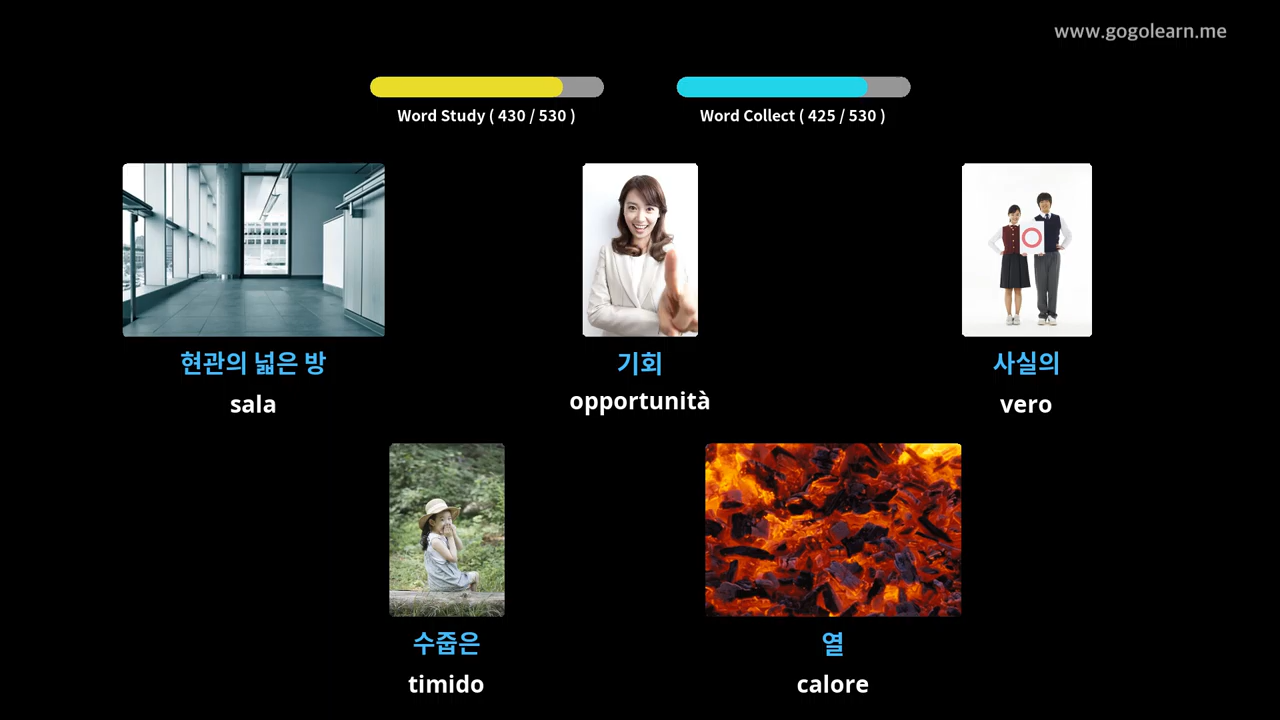 www.gogolearn.me
Word Study ( 430 / 530 )
Word Collect ( 425 / 530 )
현관의 넓은 방
sala
기회
opportunità
사실의
vero
수줍은
timido
열
calore